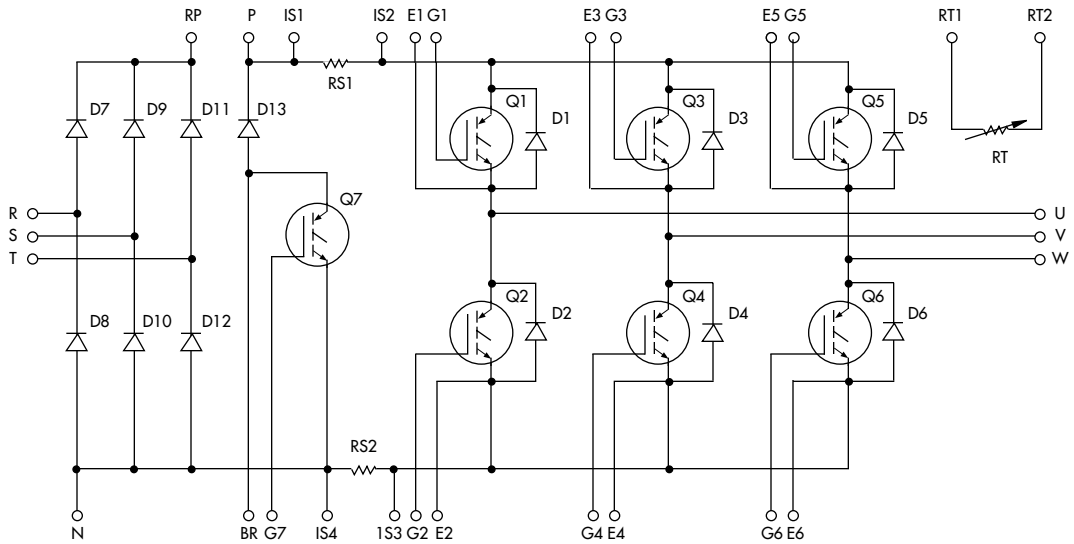 RP P IS1 IS2 E1 G1 E3 G3 E5 G5 RT1 RT2
RS1
D7 D9 D11 D13 Q1 D1 Q3 D3 Q5 D5
RT
Q7
R U
S V
T W
D8 D10 D12 Q2 D2 Q4 D4 Q6 D6
RS2
N BR G7 IS4 1S3 G2 E2 G4 E4 G6 E6